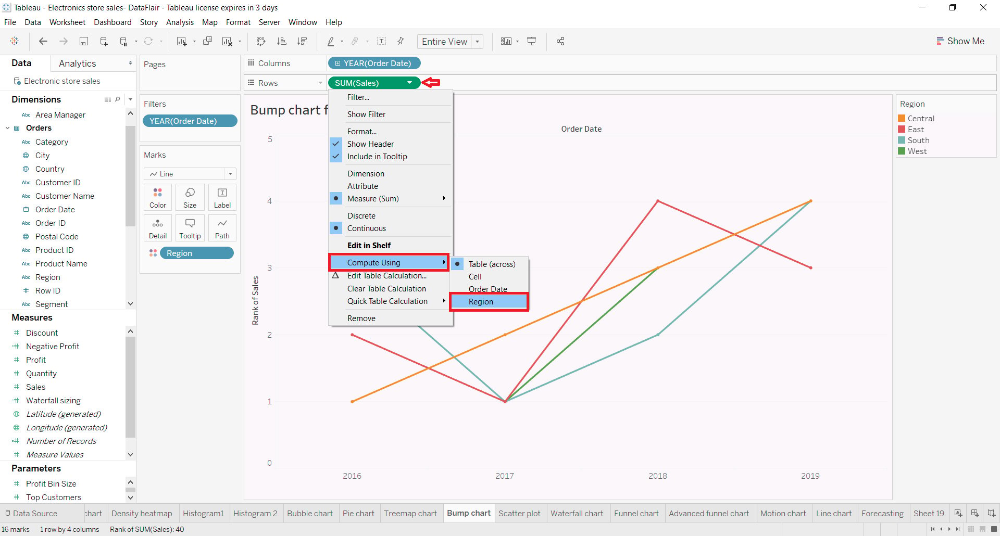 Tableau - Electronics store sales- DataFlair - Tableau license expires in 3 days
File Data Worksheet Dashboard Story Analysis Map Format Server Window Help
Entire View
Show Me
Data Analytics
Electronic store sales
Dimensions
Abc Area Manager
Orders
Abc Category
City
Country
Abc Customer ID
Abc Customer Name
Order Date
Abc Order ID
Postal Code
Abc Product ID
Abc Product Name
Abc Region
# Row ID
Abc Segment
Measures
# Discount
=# Negative Profit
# Profit
# Quantity
# Sales
=# Waterfall sizing
Latitude (generated)
Longitude (generated)
=# Number of Records
# Measure Values
Parameters
# Profit Bin Size
# Top Customers
Pages
Filters
YEAR(Order Date)
Marks
Line
Color Size Label
Detail Tooltip Path
Region
Columns YEAR(Order Date)
Rows SUM(Sales)
Bump chart f
Order Date
Filter...
Show Filter
Format...
Show Header
Include in Tooltip
Dimension
Attribute
Measure (Sum)
Discrete
Continuous
Edit in Shelf
Compute Using
Edit Table Calculation...
Clear Table Calculation
Quick Table Calculation
Remove
Table (across)
Cell
Order Date
Region
Rank of Sales
5
4
3
2
1
0
2016 2017 2018 2019
Region
Central
East
South
West
Data Source chart Density heatmap Histogram1 Histogram 2 Bubble chart Pie chart Treemap chart Bump chart Scatter plot Waterfall chart Funnel chart Advanced funnel chart Motion chart Line chart Forecasting Sheet 19
16 marks 1 row by 4 columns Rank of SUM(Sales): 40